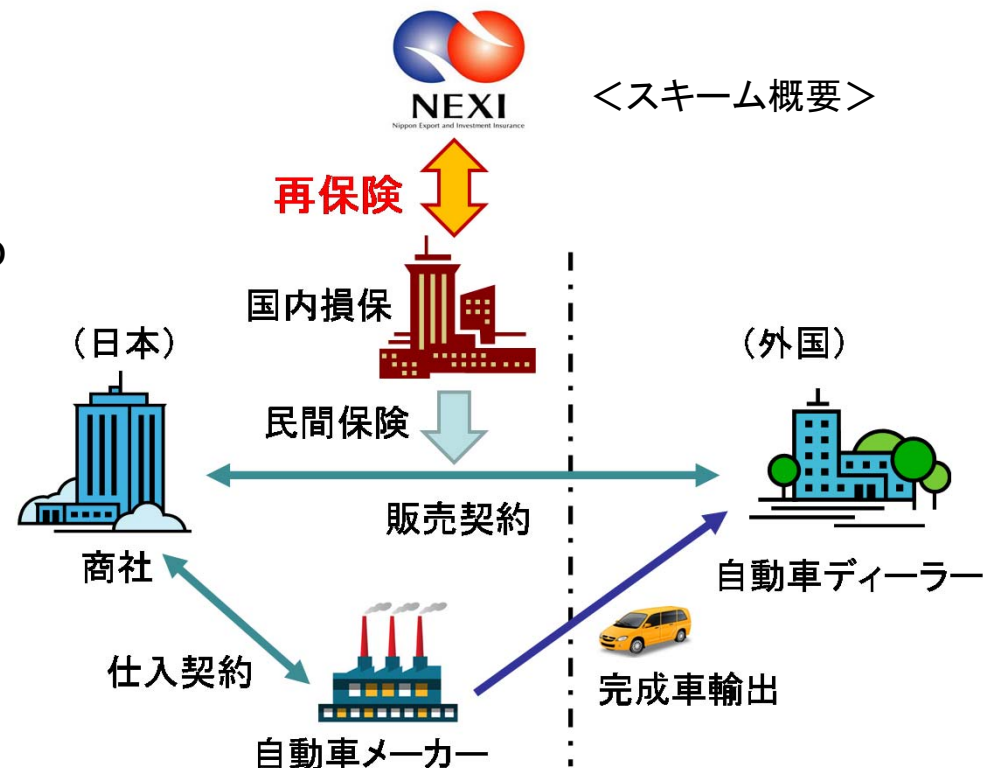 NEXI
Nippon Export and Investment Insurance
＜スキーム概要＞
再保険
の
国内損保
（日本）
（外国）
民間保険
販売契約
商社
自動車ディーラー
仕入契約
完成車輸出
自動車メーカー